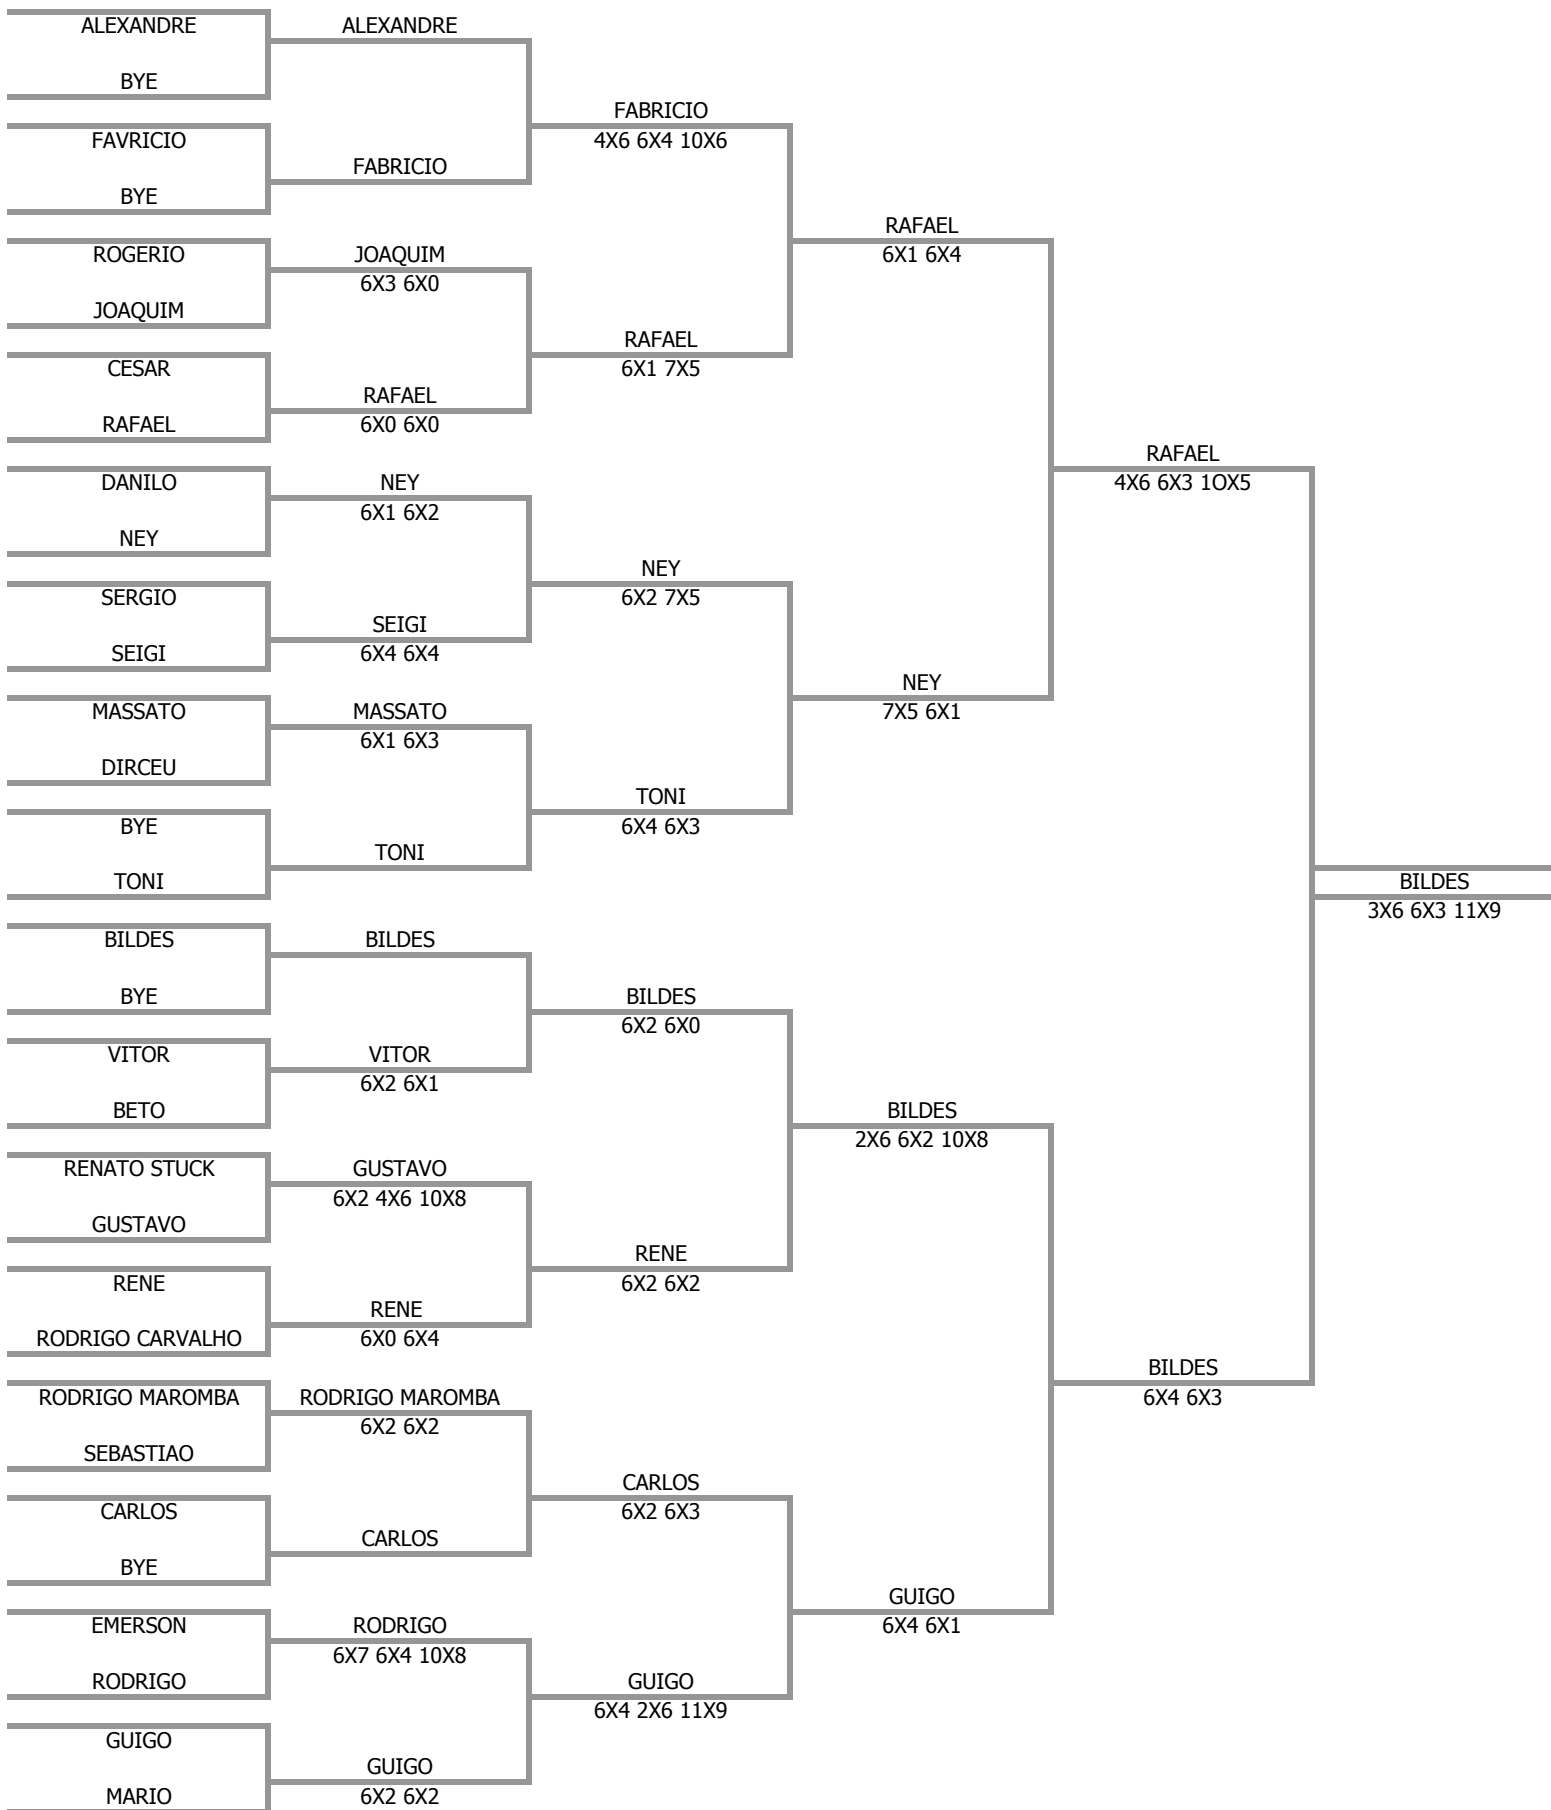 ALEXANDRE
BYE
FAVRICIO
BYE
ROGERIO
JOAQUIM
CESAR
RAFAEL
DANILO
NEY
SERGIO
SEIGI
MASSATO
DIRCEU
BYE
TONI
BILDES
BYE
VITOR
BETO
RENATO STUCK
GUSTAVO
RENE
RODRIGO CARVALHO
RODRIGO MAROMBA
SEBASTIAO
CARLOS
BYE
EMERSON
RODRIGO
GUIGO
MARIO
ALEXANDRE
FABRICIO
JOAQUIM
6X3 6X0
RAFAEL
6X0 6X0
NEY
6X1 6X2
SEIGI
6X4 6X4
MASSATO
6X1 6X3
TONI
BILDES
VITOR
6X2 6X1
GUSTAVO
6X2 4X6 10X8
RENE
6X0 6X4
RODRIGO MAROMBA
6X2 6X2
CARLOS
RODRIGO
6X7 6X4 10X8
GUIGO
6X2 6X2
FABRICIO
4X6 6X4 10X6
RAFAEL
6X1 7X5
NEY
6X2 7X5
TONI
6X4 6X3
BILDES
6X2 6X0
RENE
6X2 6X2
CARLOS
6X2 6X3
GUIGO
6X4 2X6 11X9
RAFAEL
6X1 6X4
NEY
7X5 6X1
BILDES
2X6 6X2 10X8
GUIGO
6X4 6X1
RAFAEL
4X6 6X3 1OX5
BILDES
6X4 6X3
BILDES
3X6 6X3 11X9